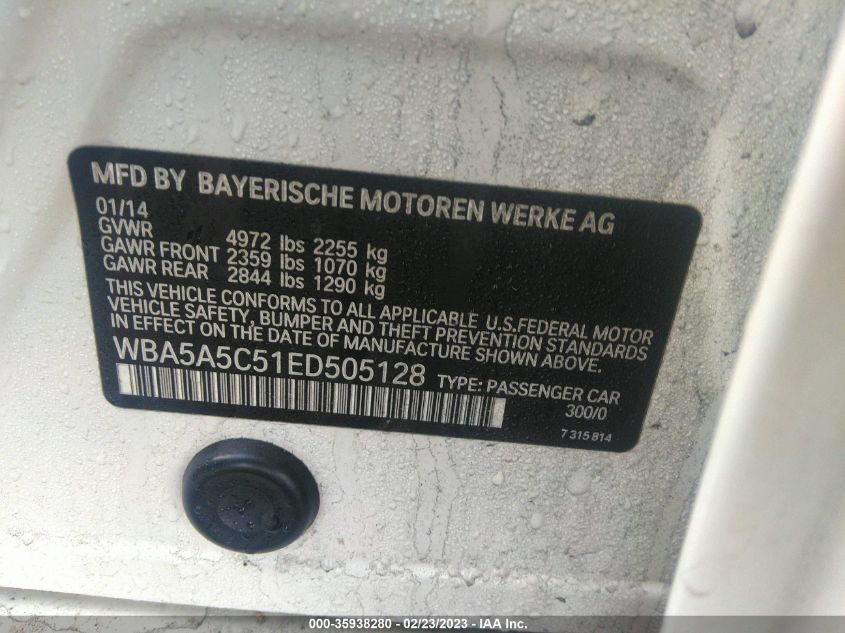 MFD BY BAYERISCHE MOTOREN WERKE AG
01/14
GVWR 4972 lbs 2255 kg
GAWR FRONT 2359 lbs 1070 kg
GAWR REAR 2844 lbs 1290 kg
THIS VEHICLE CONFORMS TO ALL APPLICABLE U.S.FEDERAL MOTOR
VEHICLE SAFETY, BUMPER AND THEFT PREVENTION STANDARDS
IN EFFECT ON THE DATE OF MANUFACTURE SHOWN ABOVE.
WBA5A5C51ED505128 TYPE: PASSENGER CAR
300/0
7 315 814
000-35938280 - 02/23/2023 - IAA Inc.